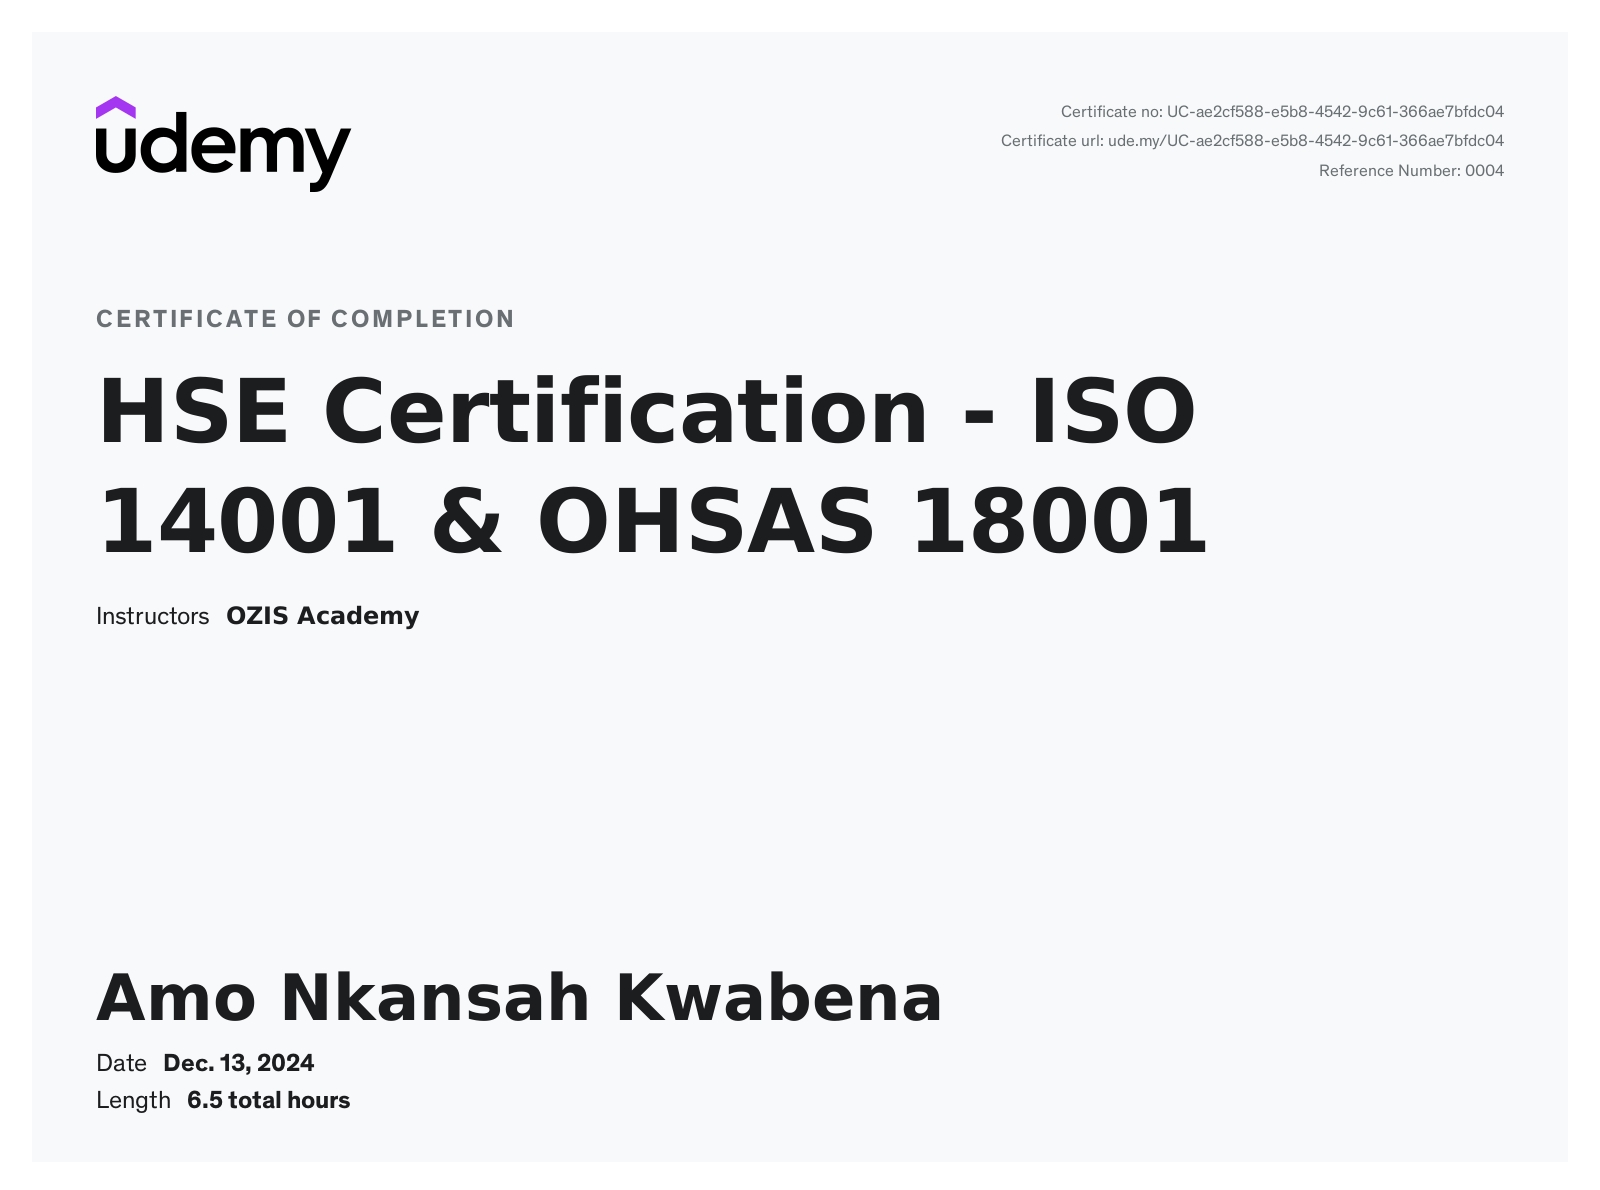 udemy
Certificate no: UC-ae2cf588-e5b8-4542-9c61-366ae7bfdc04
Certificate url: ude.my/UC-ae2cf588-e5b8-4542-9c61-366ae7bfdc04
Reference Number: 0004
CERTIFICATE OF COMPLETION
HSE Certification - ISO
14001 & OHSAS 18001
Instructors OZIS Academy
Amo Nkansah Kwabena
Date Dec. 13, 2024
Length 6.5 total hours